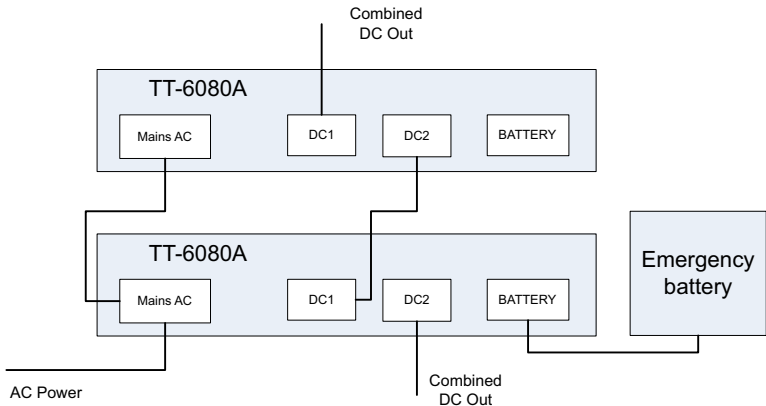 Combined
DC Out
TT-6080A
Mains AC
DC1
DC2
BATTERY
TT-6080A
Mains AC
DC1
DC2
BATTERY
Emergency
battery
AC Power
Combined
DC Out